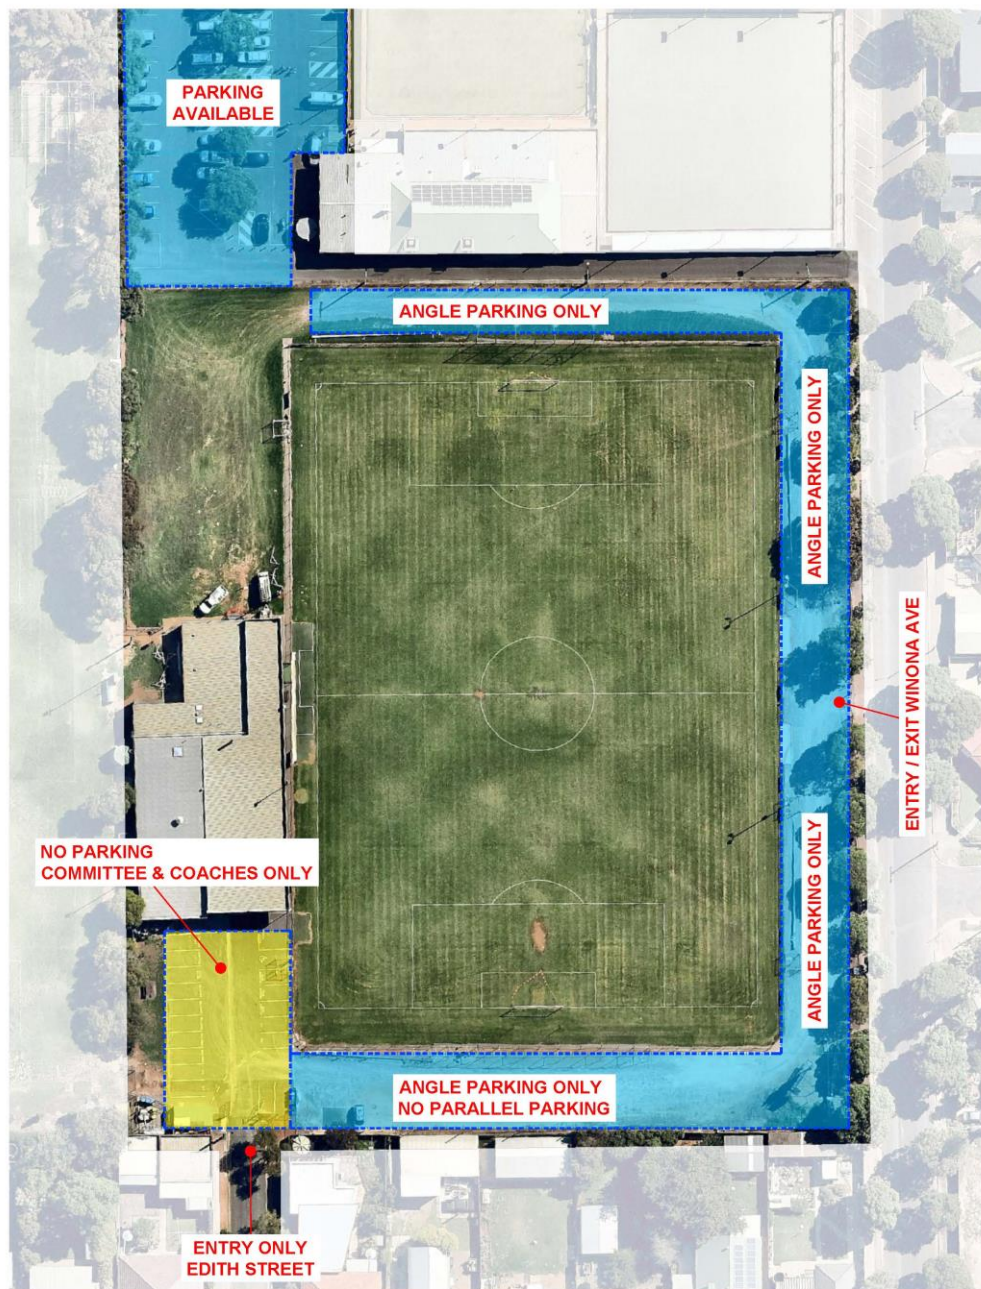 PARKING
AVAILABLE
ANGLE PARKING ONLY
ANGLE PARKING ONLY
ENTRY / EXIT WINONA AVE
NO PARKING
COMMITTEE & COACHES ONLY
ANGLE PARKING ONLY
ANGLE PARKING ONLY
NO PARALLEL PARKING
ENTRY ONLY
EDITH STREET